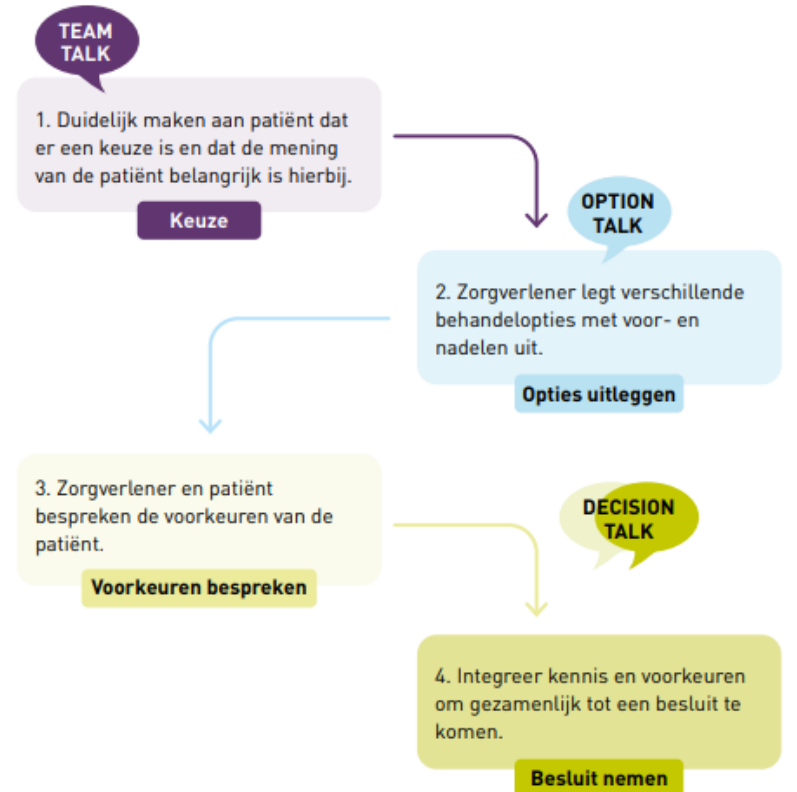 TEAM
TALK
1. Duidelijk maken aan patiënt dat
er een keuze is en dat de mening
van de patiënt belangrijk is hierbij.
Keuze
OPTION
TALK
2. Zorgverlener legt verschillende
behandelopties met voor- en
nadelen uit.
Opties uitleggen
3. Zorgverlener en patiënt
bespreken de voorkeuren van de
patiënt.
Voorkeuren bespreken
DECISION
TALK
4. Integreer kennis en voorkeuren
om gezamenlijk tot een besluit te
komen.
Besluit nemen